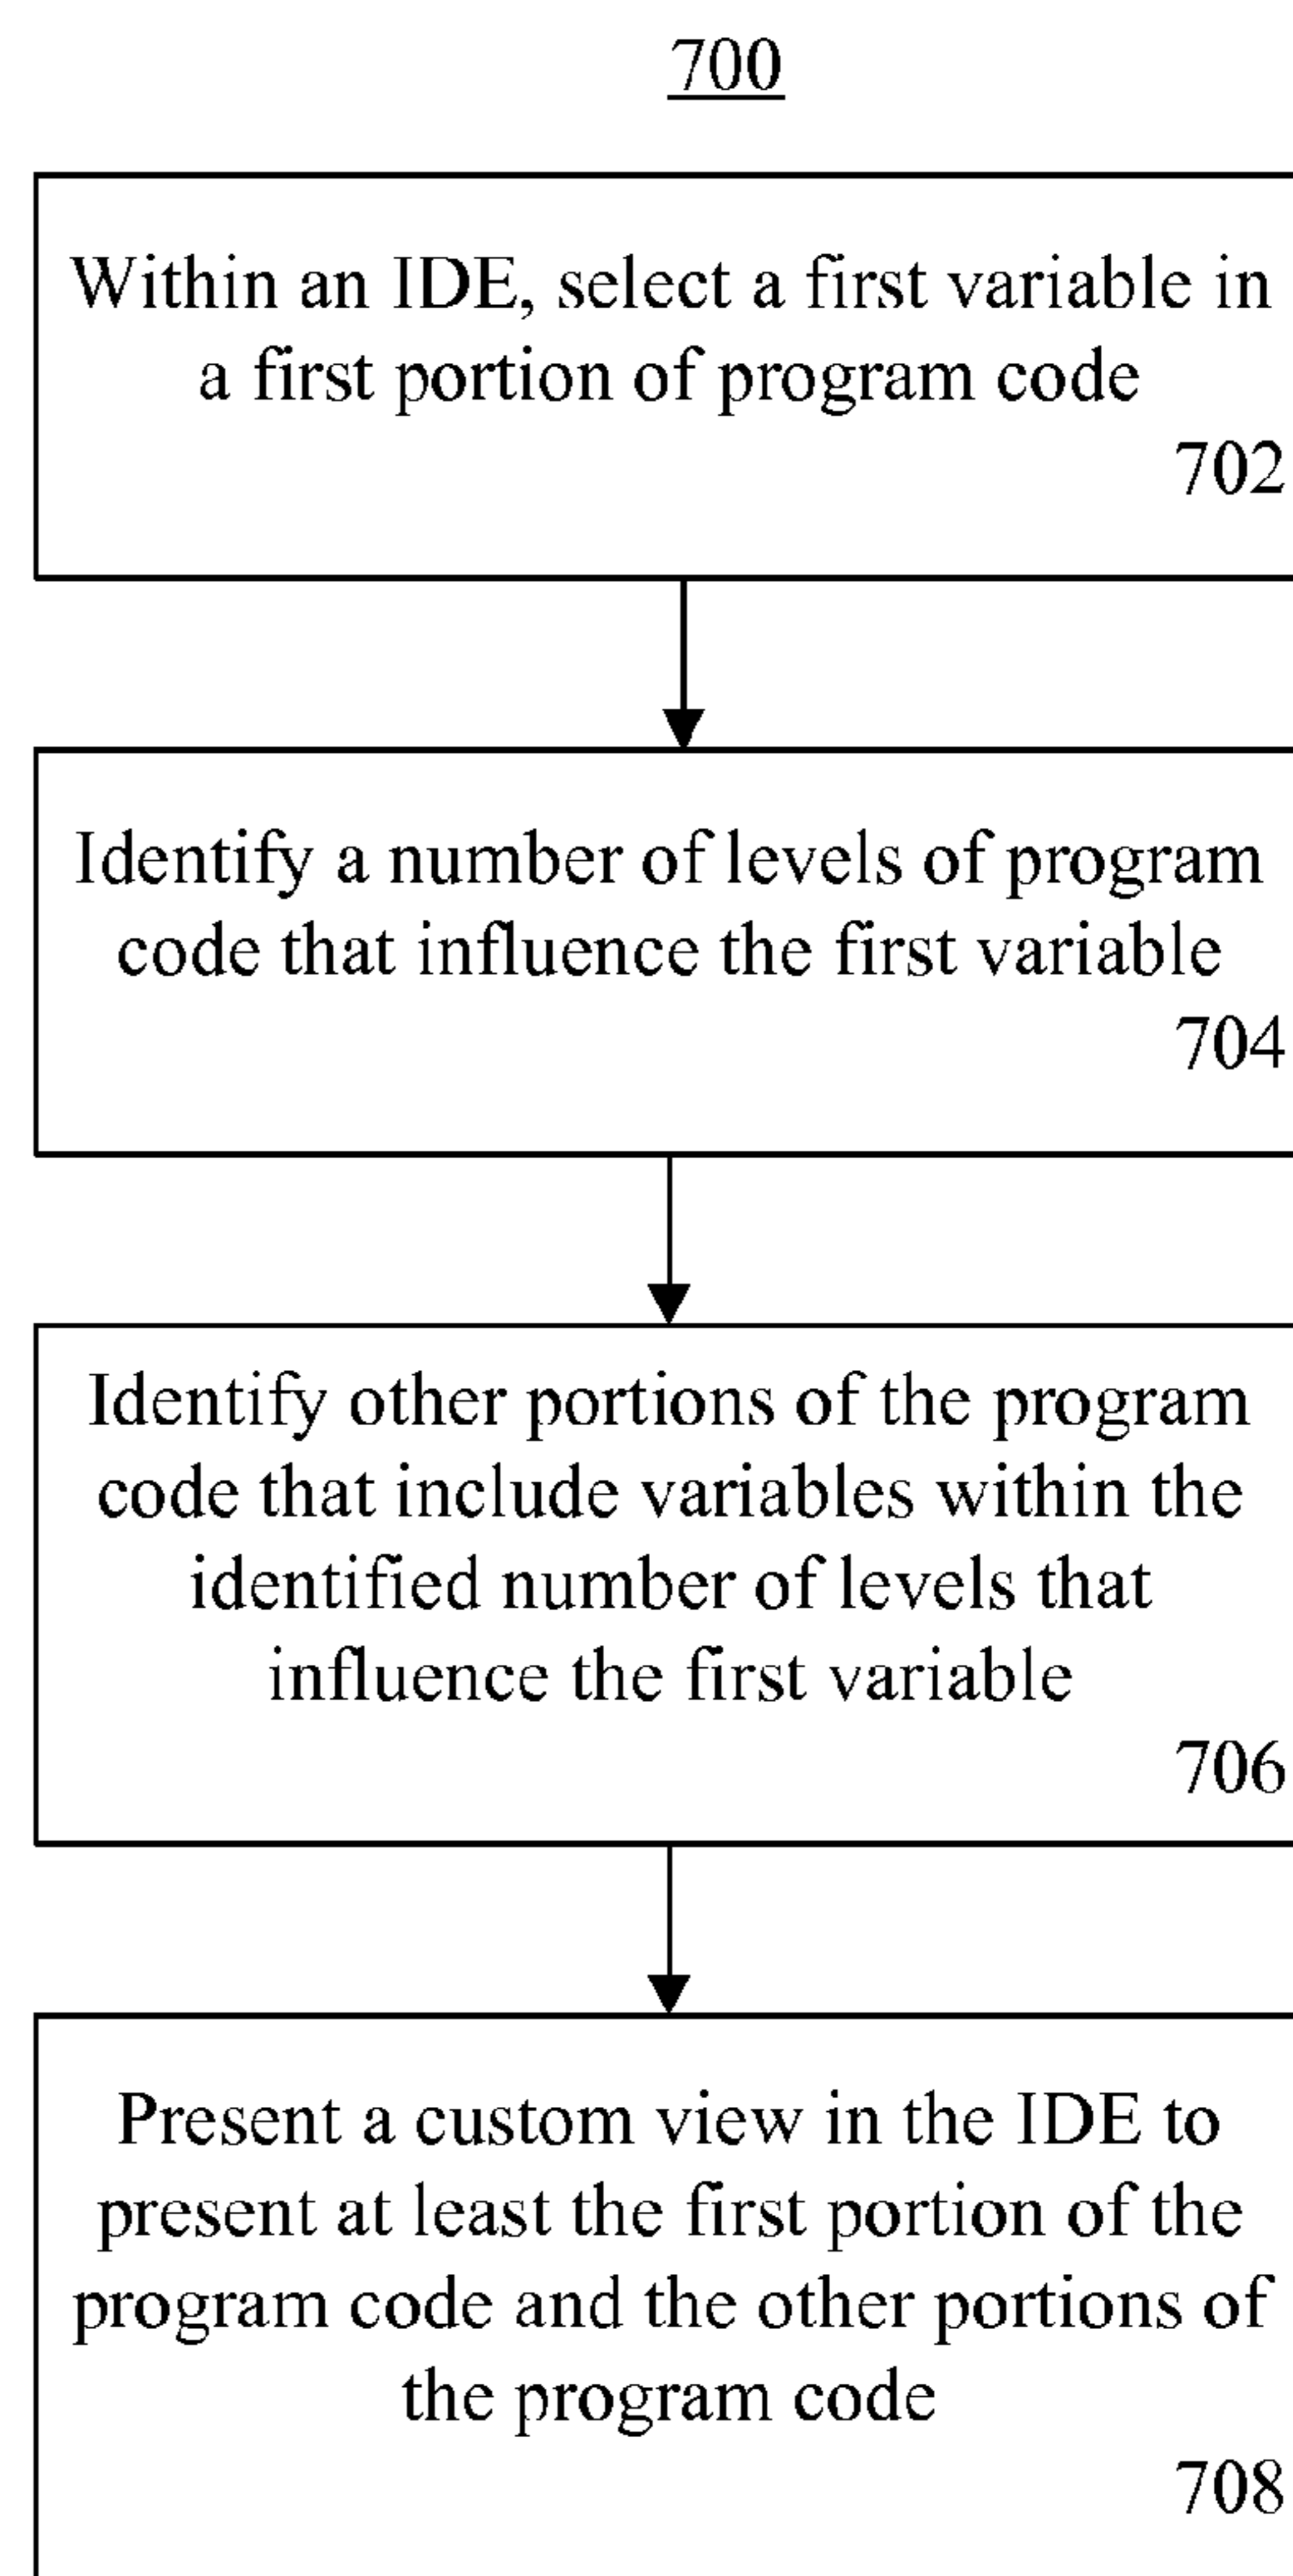 700
Within an IDE, select a first variable in
a first portion of program code
702
Identify a number of levels of program
code that influence the first variable
704
Identify other portions of the program
code that include variables within the
identified number of levels that
influence the first variable
706
Present a custom view in the IDE to
present at least the first portion of the
program code and the other portions of
the program code
708